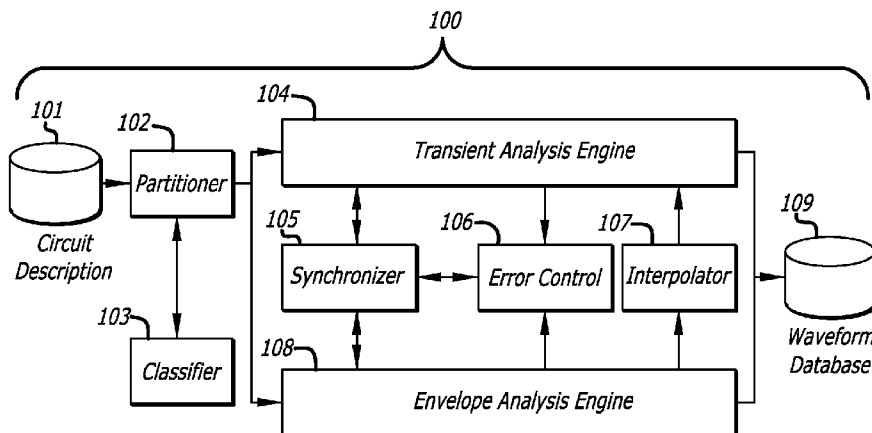 100
101
102
104
Transient Analysis Engine
Partitioner
109
105
106
107
Circuit
Description
Synchronizer
Error Control
Interpolator
103
Classifier
108
Waveform
Database
Envelope Analysis Engine